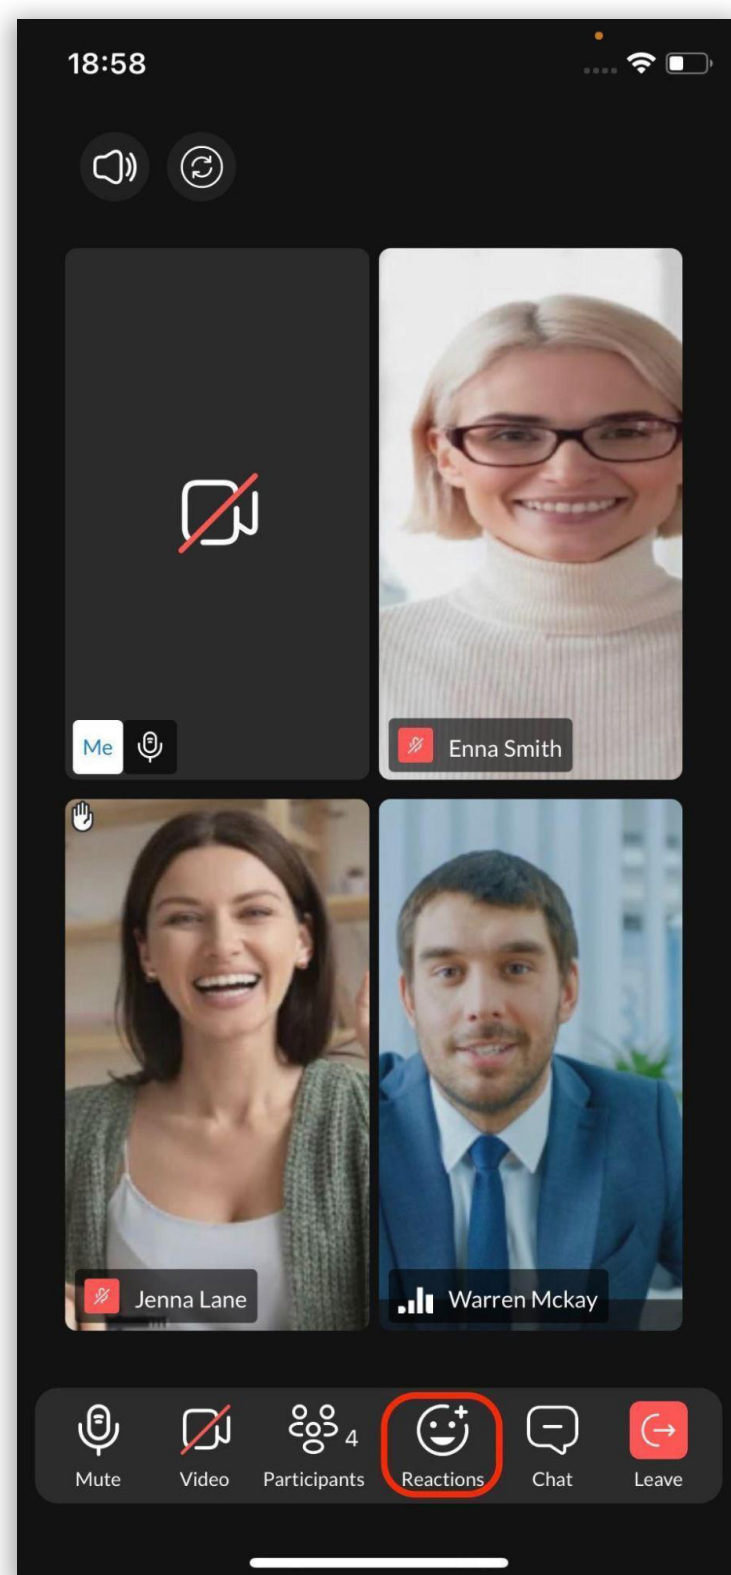 18:58
Me
Enna Smith
Jenna Lane
Warren Mckay
4
Mute Video Participants Reactions Chat Leave